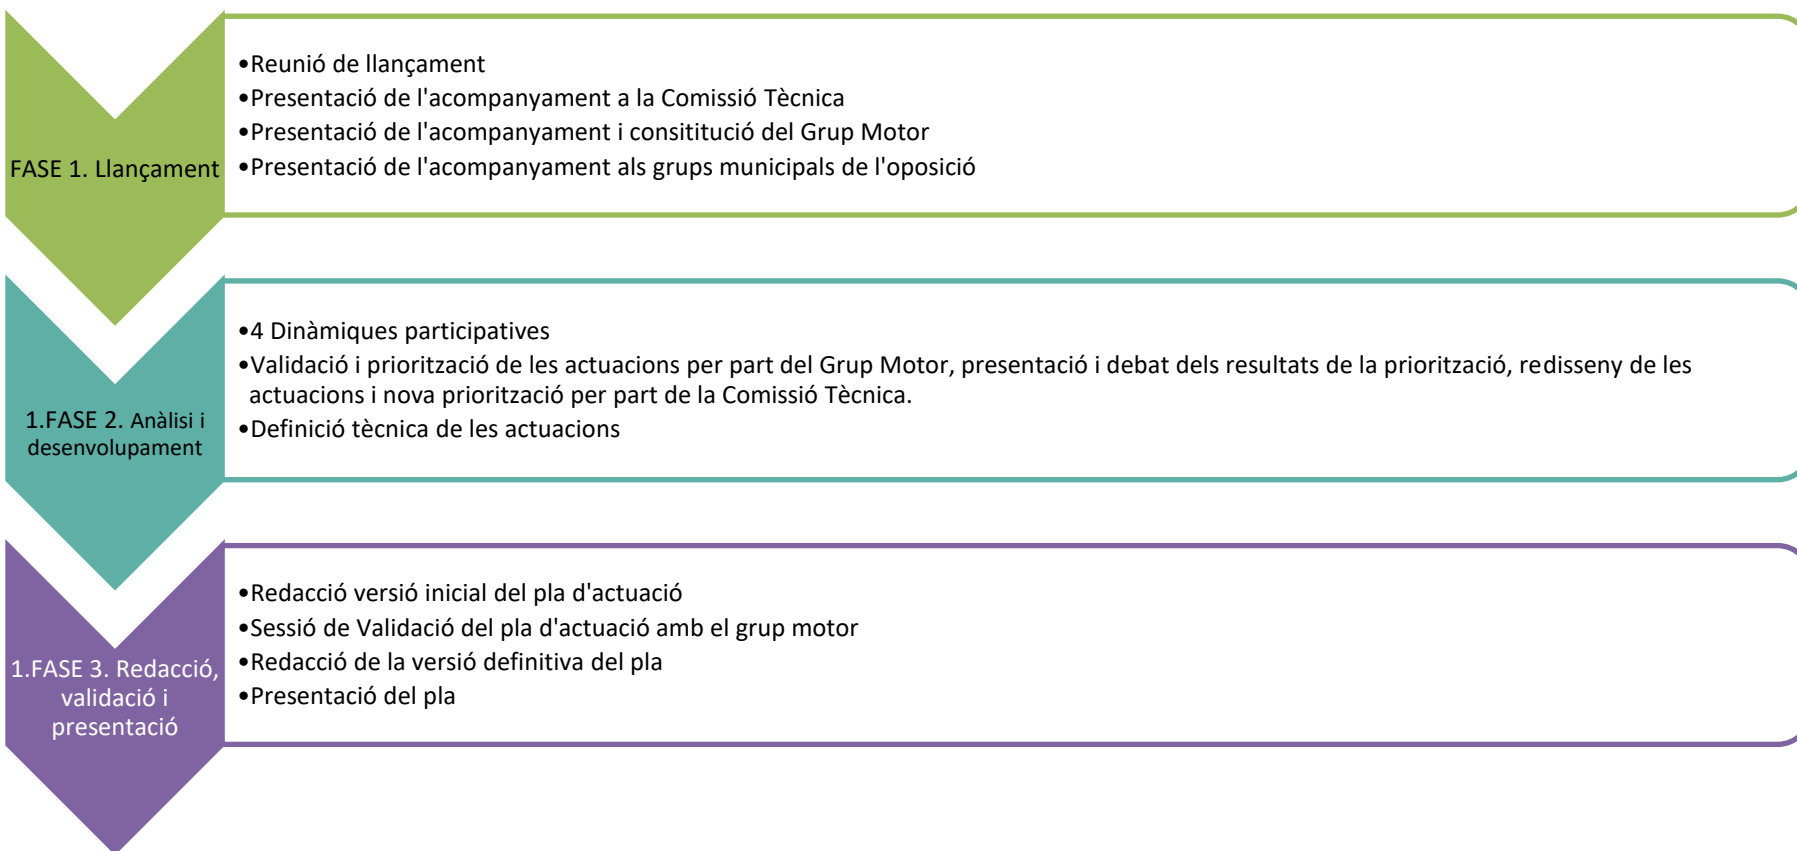 FASE 1. Llançament
•Reunió de llançament
•Presentació de l'acompanyament a la Comissió Tècnica
•Presentació de l'acompanyament i consititució del Grup Motor
•Presentació de l'acompanyament als grups municipals de l'oposició
1.FASE 2. Anàlisi i
desenvolupament
•4 Dinàmiques participatives
•Validació i priorització de les actuacions per part del Grup Motor, presentació i debat dels resultats de la priorització, redisseny de les
actuacions i nova priorització per part de la Comissió Tècnica.
•Definició tècnica de les actuacions
1.FASE 3. Redacció,
validació i
presentació
•Redacció versió inicial del pla d'actuació
•Sessió de Validació del pla d'actuació amb el grup motor
•Redacció de la versió definitiva del pla
•Presentació del pla